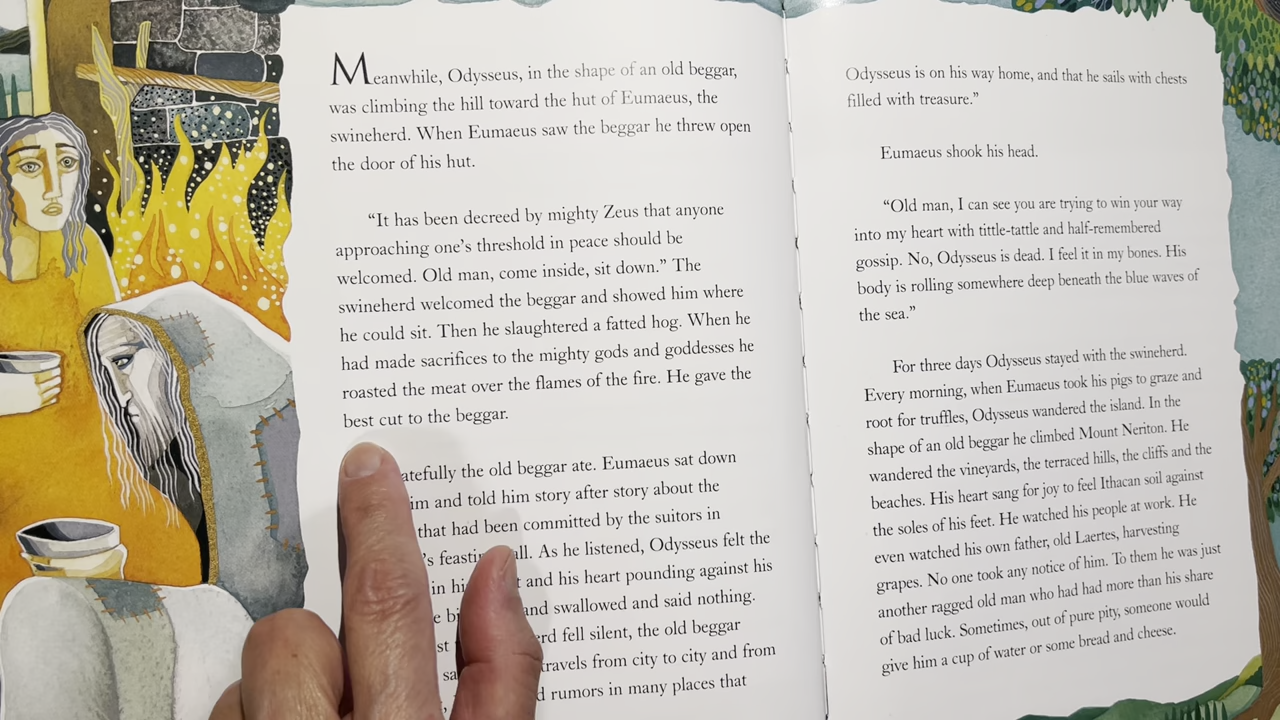 Meanwhile, Odysseus, in the shape of an old beggar,
was climbing the hill toward the hut of Eumaeus, the
swineherd. When Eumaeus saw the beggar he threw open
the door of his hut.
“It has been decreed by mighty Zeus that anyone
approaching one’s threshold in peace should be
welcomed. Old man, come inside, sit down.” The
swineherd welcomed the beggar and showed him where
he could sit. Then he slaughtered a fatted hog. When he
had made sacrifices to the mighty gods and goddesses he
roasted the meat over the flames of the fire. He gave the
best cut to the beggar.
the old beggar ate. Eumaeus sat down
and told him story after story about the
that had been committed by the suitors in
As he listened, Odysseus felt the
in and his heart pounding against his
and swallowed and said nothing.
fell silent, the old beggar
travels from city to city and from
rumors in many places that
Odysseus is on his way home, and that he sails with chests
filled with treasure.”
Eumaeus shook his head.
“Old man, I can see you are trying to win your way
into my heart with tittle-tattle and half-remembered
gossip. No, Odysseus is dead. I feel it in my bones. His
body is rolling somewhere deep beneath the blue waves of
the sea.”
For three days Odysseus stayed with the swineherd.
Every morning, when Eumaeus took his pigs to graze and
root for truffles, Odysseus wandered the island. In the
shape of an old beggar he climbed Mount Neriton. He
wandered the vineyards, the terraced hills, the cliffs and the
beaches. His heart sang for joy to feel Ithacan soil against
the soles of his feet. He watched his people at work. He
even watched his own father, old Laertes, harvesting
grapes. No one took any notice of him. To them he was just
another ragged old man who had had more than his share
of bad luck. Sometimes, out of pure pity, someone would
give him a cup of water or some bread and cheese.